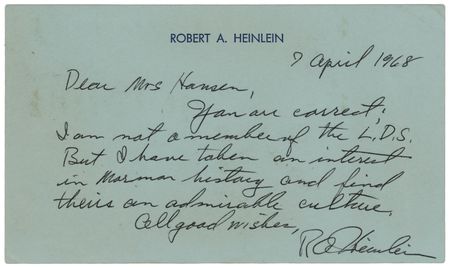 ROBERT A. HEINLEIN
7 April 1968
Dear Mrs Hansen,
You are correct;
I am not a member of the L.D.S.
But I have taken an interest
in Mormon history and find
theirs an admirable culture.
All good wishes,
R A Heinlein